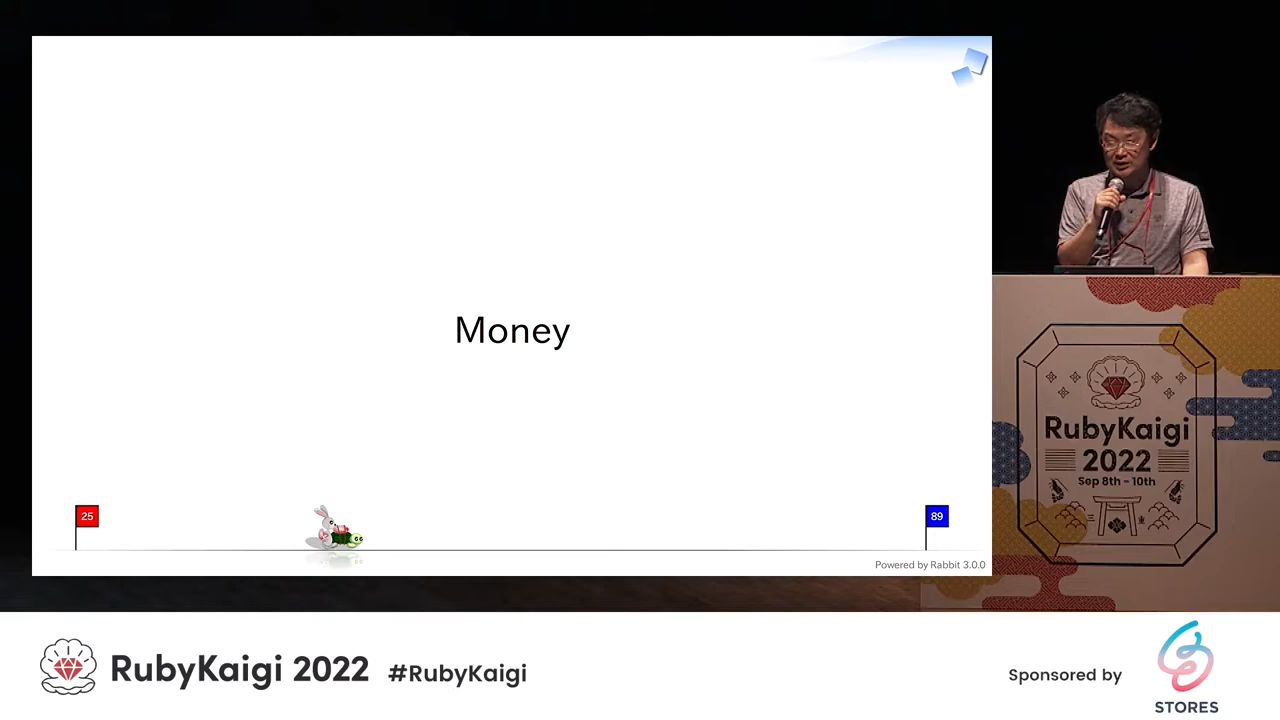 Money
25
89
Powered by Rabbit 3.0.0
RubyKaigi
2022
Sep 8th - 10th
RubyKaigi 2022 #RubyKaigi
Sponsored by
STORES